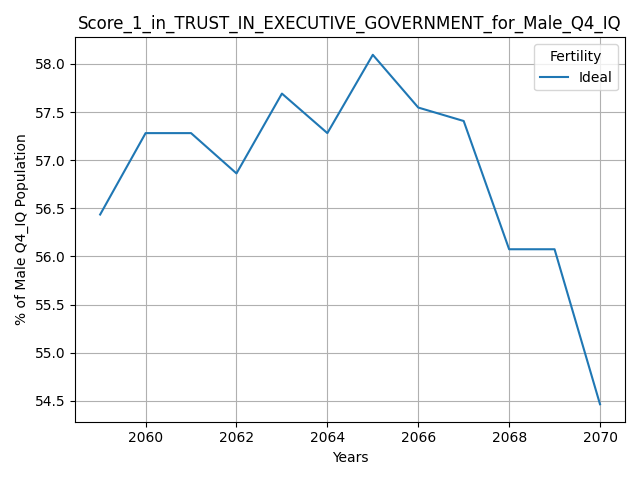 Score_1_in_TRUST_IN_EXECUTIVE_GOVERNMENT_for_Male_Q4_IQ
Fertility
Ideal
58.0
57.5
57.0
56.5
56.0
55.5
55.0
54.5
% of Male Q4_IQ Population
2060 2062 2064 2066 2068 2070
Years